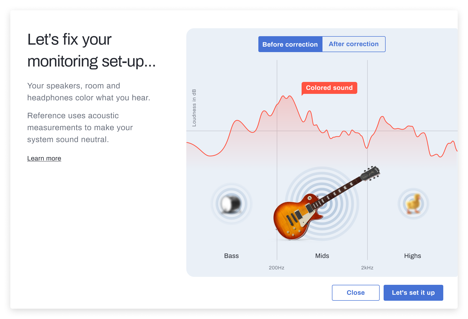 Let's fix your
monitoring set-up...
Your speakers, room and
headphones color what you hear.
Reference uses acoustic
measurements to make your
system sound neutral.
Learn more
Before correction
After correction
Colored sound
Loudness in dB
Bass
Mids
Highs
200Hz
2kHz
Close
Let's set it up